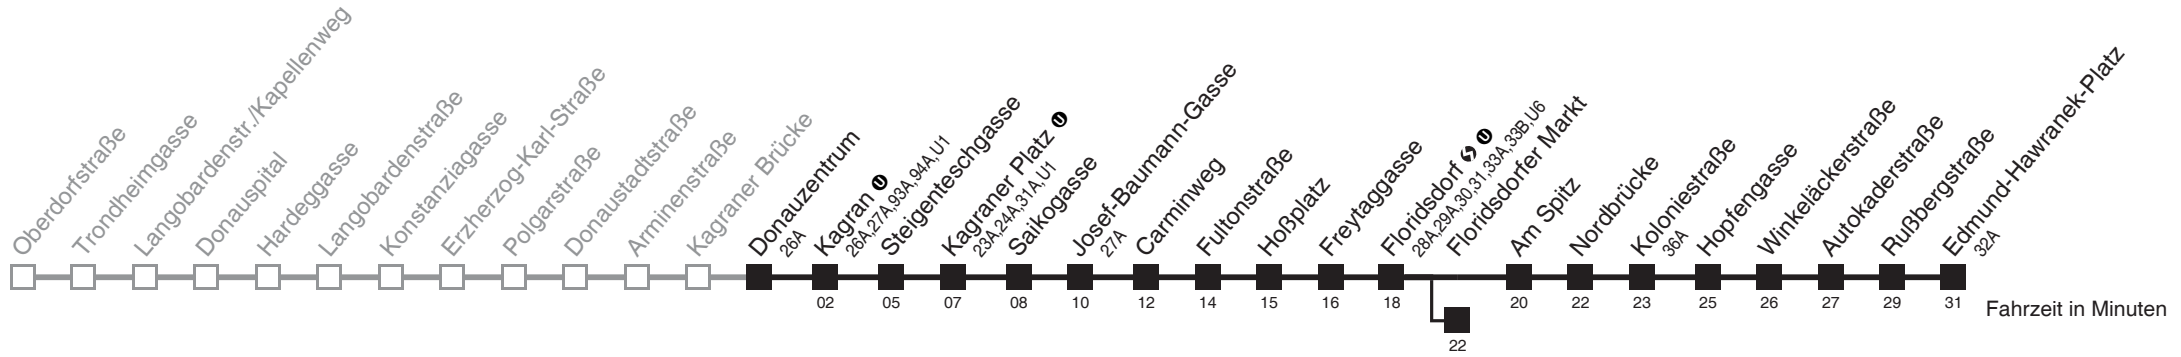 Oberdorfstraße
Trondheimgasse
Langobardenstr./Kapellenweg
Donauspital
Hardeggasse
Langobardenstraße
Konstanziagasse
Erzherzog-Karl-Straße
Polgarstraße
Donaustadtstraße
Arminenstraße
Kagraner Brücke
Donauzentrum
26A
Kagran U
26A,27A,93A,94A,U1
Steigenteschgasse
Kagraner Platz U
23A,24A,31A,U1
Saikogasse
Josef-Baumann-Gasse
27A
Carminweg
Fultonstraße
Hoßplatz
Freytaggasse
Floridsdorf S U
28A,29A,30,31,33A,33B,U6
Floridsdorfer Markt
Am Spitz
Nordbrücke
Koloniestraße
36A
Hopfengasse
Winkeläckerstraße
Autokaderstraße
Rußbergstraße
Edmund-Hawranek-Platz
32A
02 05 07 08 10 12 14 15 16 18 20 22 23 25 26 27 29 31 Fahrzeit in Minuten
22